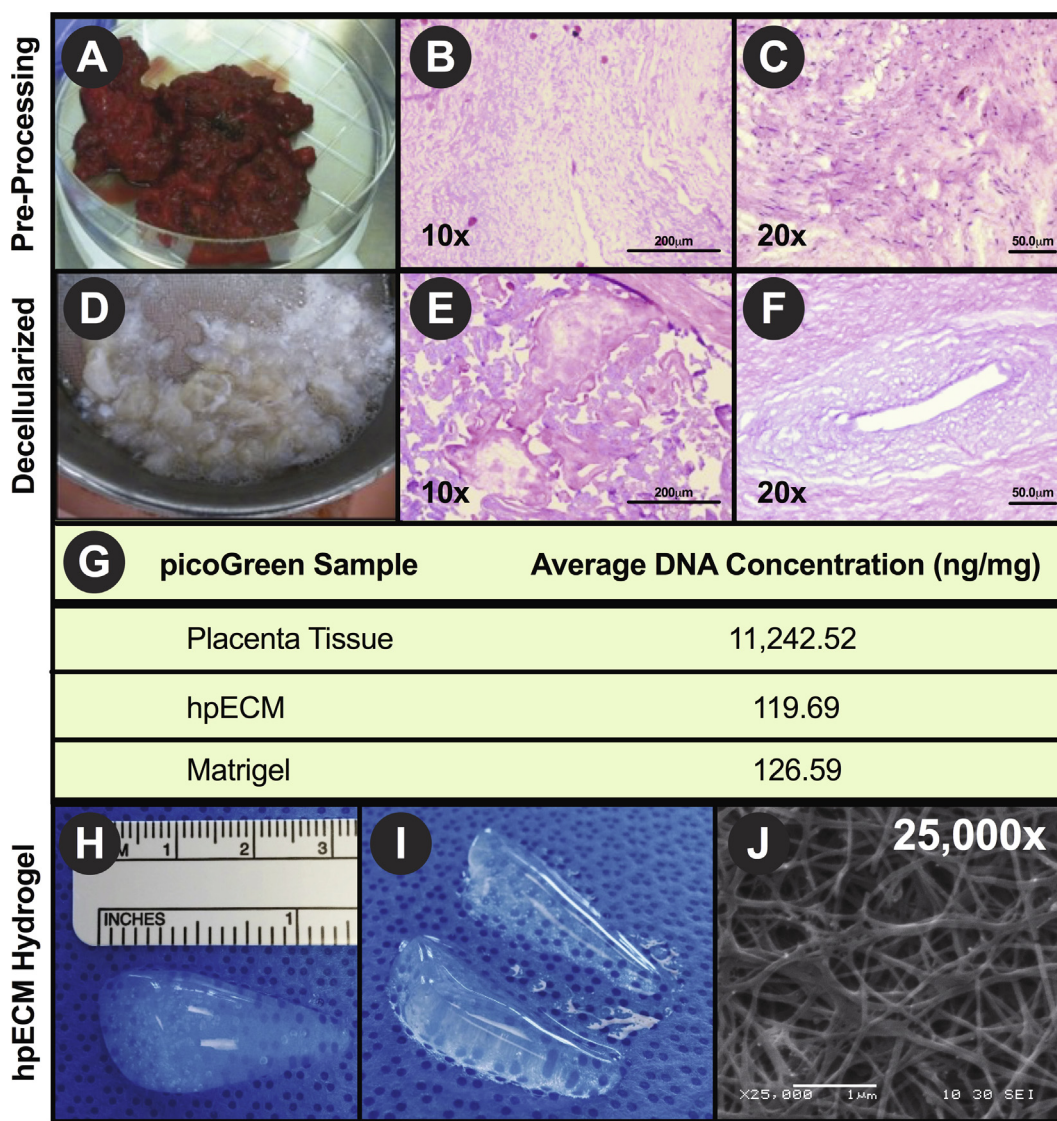 Pre-Processing
A
B
10x
200µm
C
20x
50.0µm
Decellularized
D
E
10x
200µm
F
20x
50.0µm
G picoGreen Sample Average DNA Concentration (ng/mg)
Placenta Tissue 11,242.52
hpECM 119.69
Matrigel 126.59
hpECM Hydrogel
H
M 1 2 3
INCHES 1
I
J
25,000x
X25,000 1µm 10 30 SEI